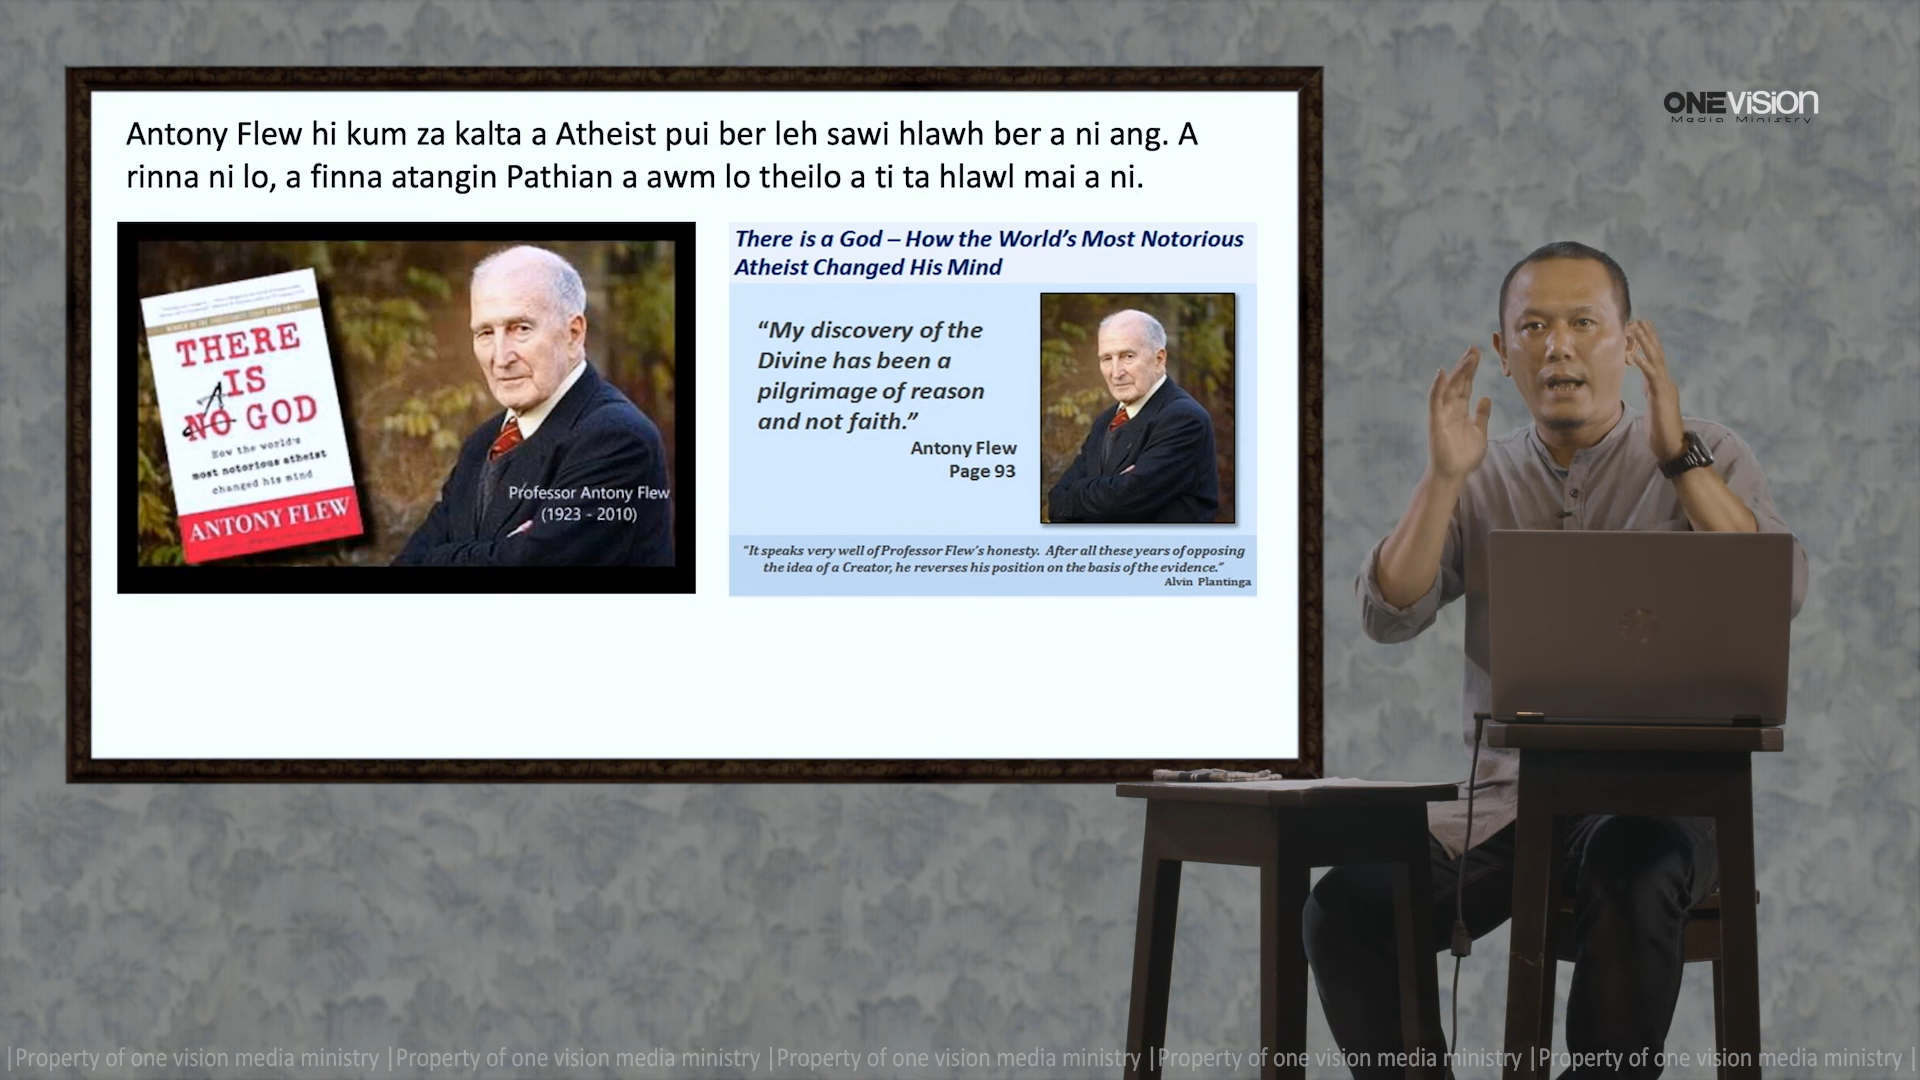 ONEVISION
Media Ministry
Antony Flew hi kum za kalta a Atheist pui ber leh sawi hlawh ber a ni ang. A
rinna ni lo, a finna atangin Pathian a awm lo theilo a ti ta hlawl mai a ni.
THERE
A IS
NO GOD
How the world's
most notorious atheist
changed his mind
ANTONY FLEW
Professor Antony Flew
(1923 - 2010)
There is a God – How the World's Most Notorious
Atheist Changed His Mind
“My discovery of the
Divine has been a
pilgrimage of reason
and not faith.”
Antony Flew
Page 93
“It speaks very well of Professor Flew's honesty. After all these years of opposing
the idea of a Creator, he reverses his position on the basis of the evidence.”
Alvin Plantinga
|Property of one vision media ministry |Property of one vision media ministry |Property of one vision media ministry |Property of one vision media ministry |Property of one vision media ministry |